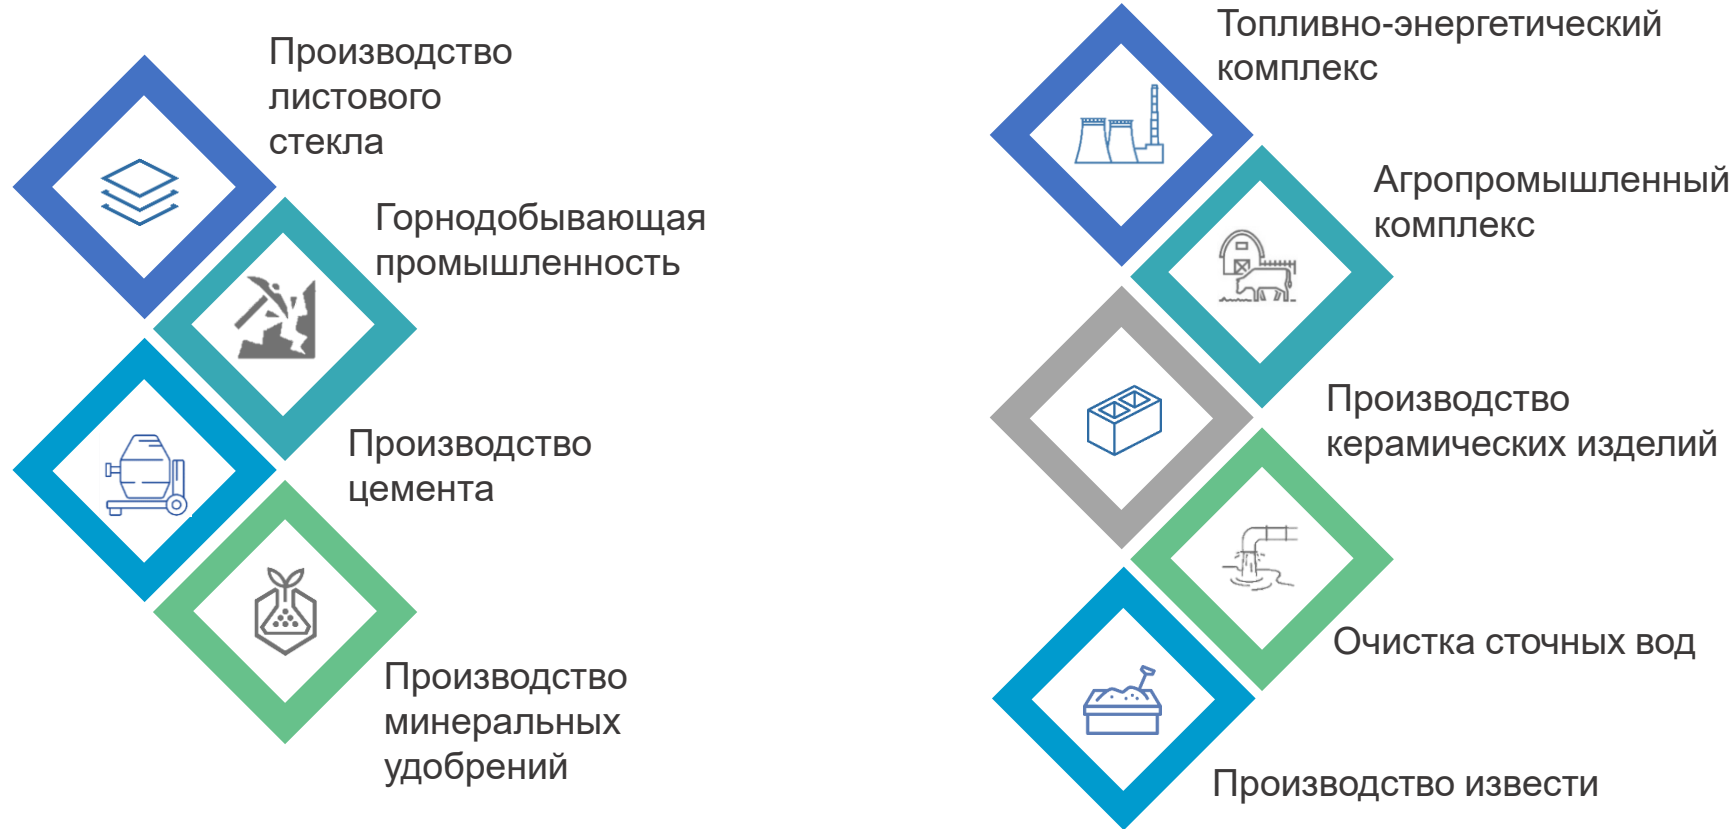 Производство
листового
стекла
Горнодобывающая
промышленность
Производство
цемента
Производство
минеральных
удобрений
Топливно-энергетический
комплекс
Агропромышленный
комплекс
Производство
керамических изделий
Очистка сточных вод
Производство извести